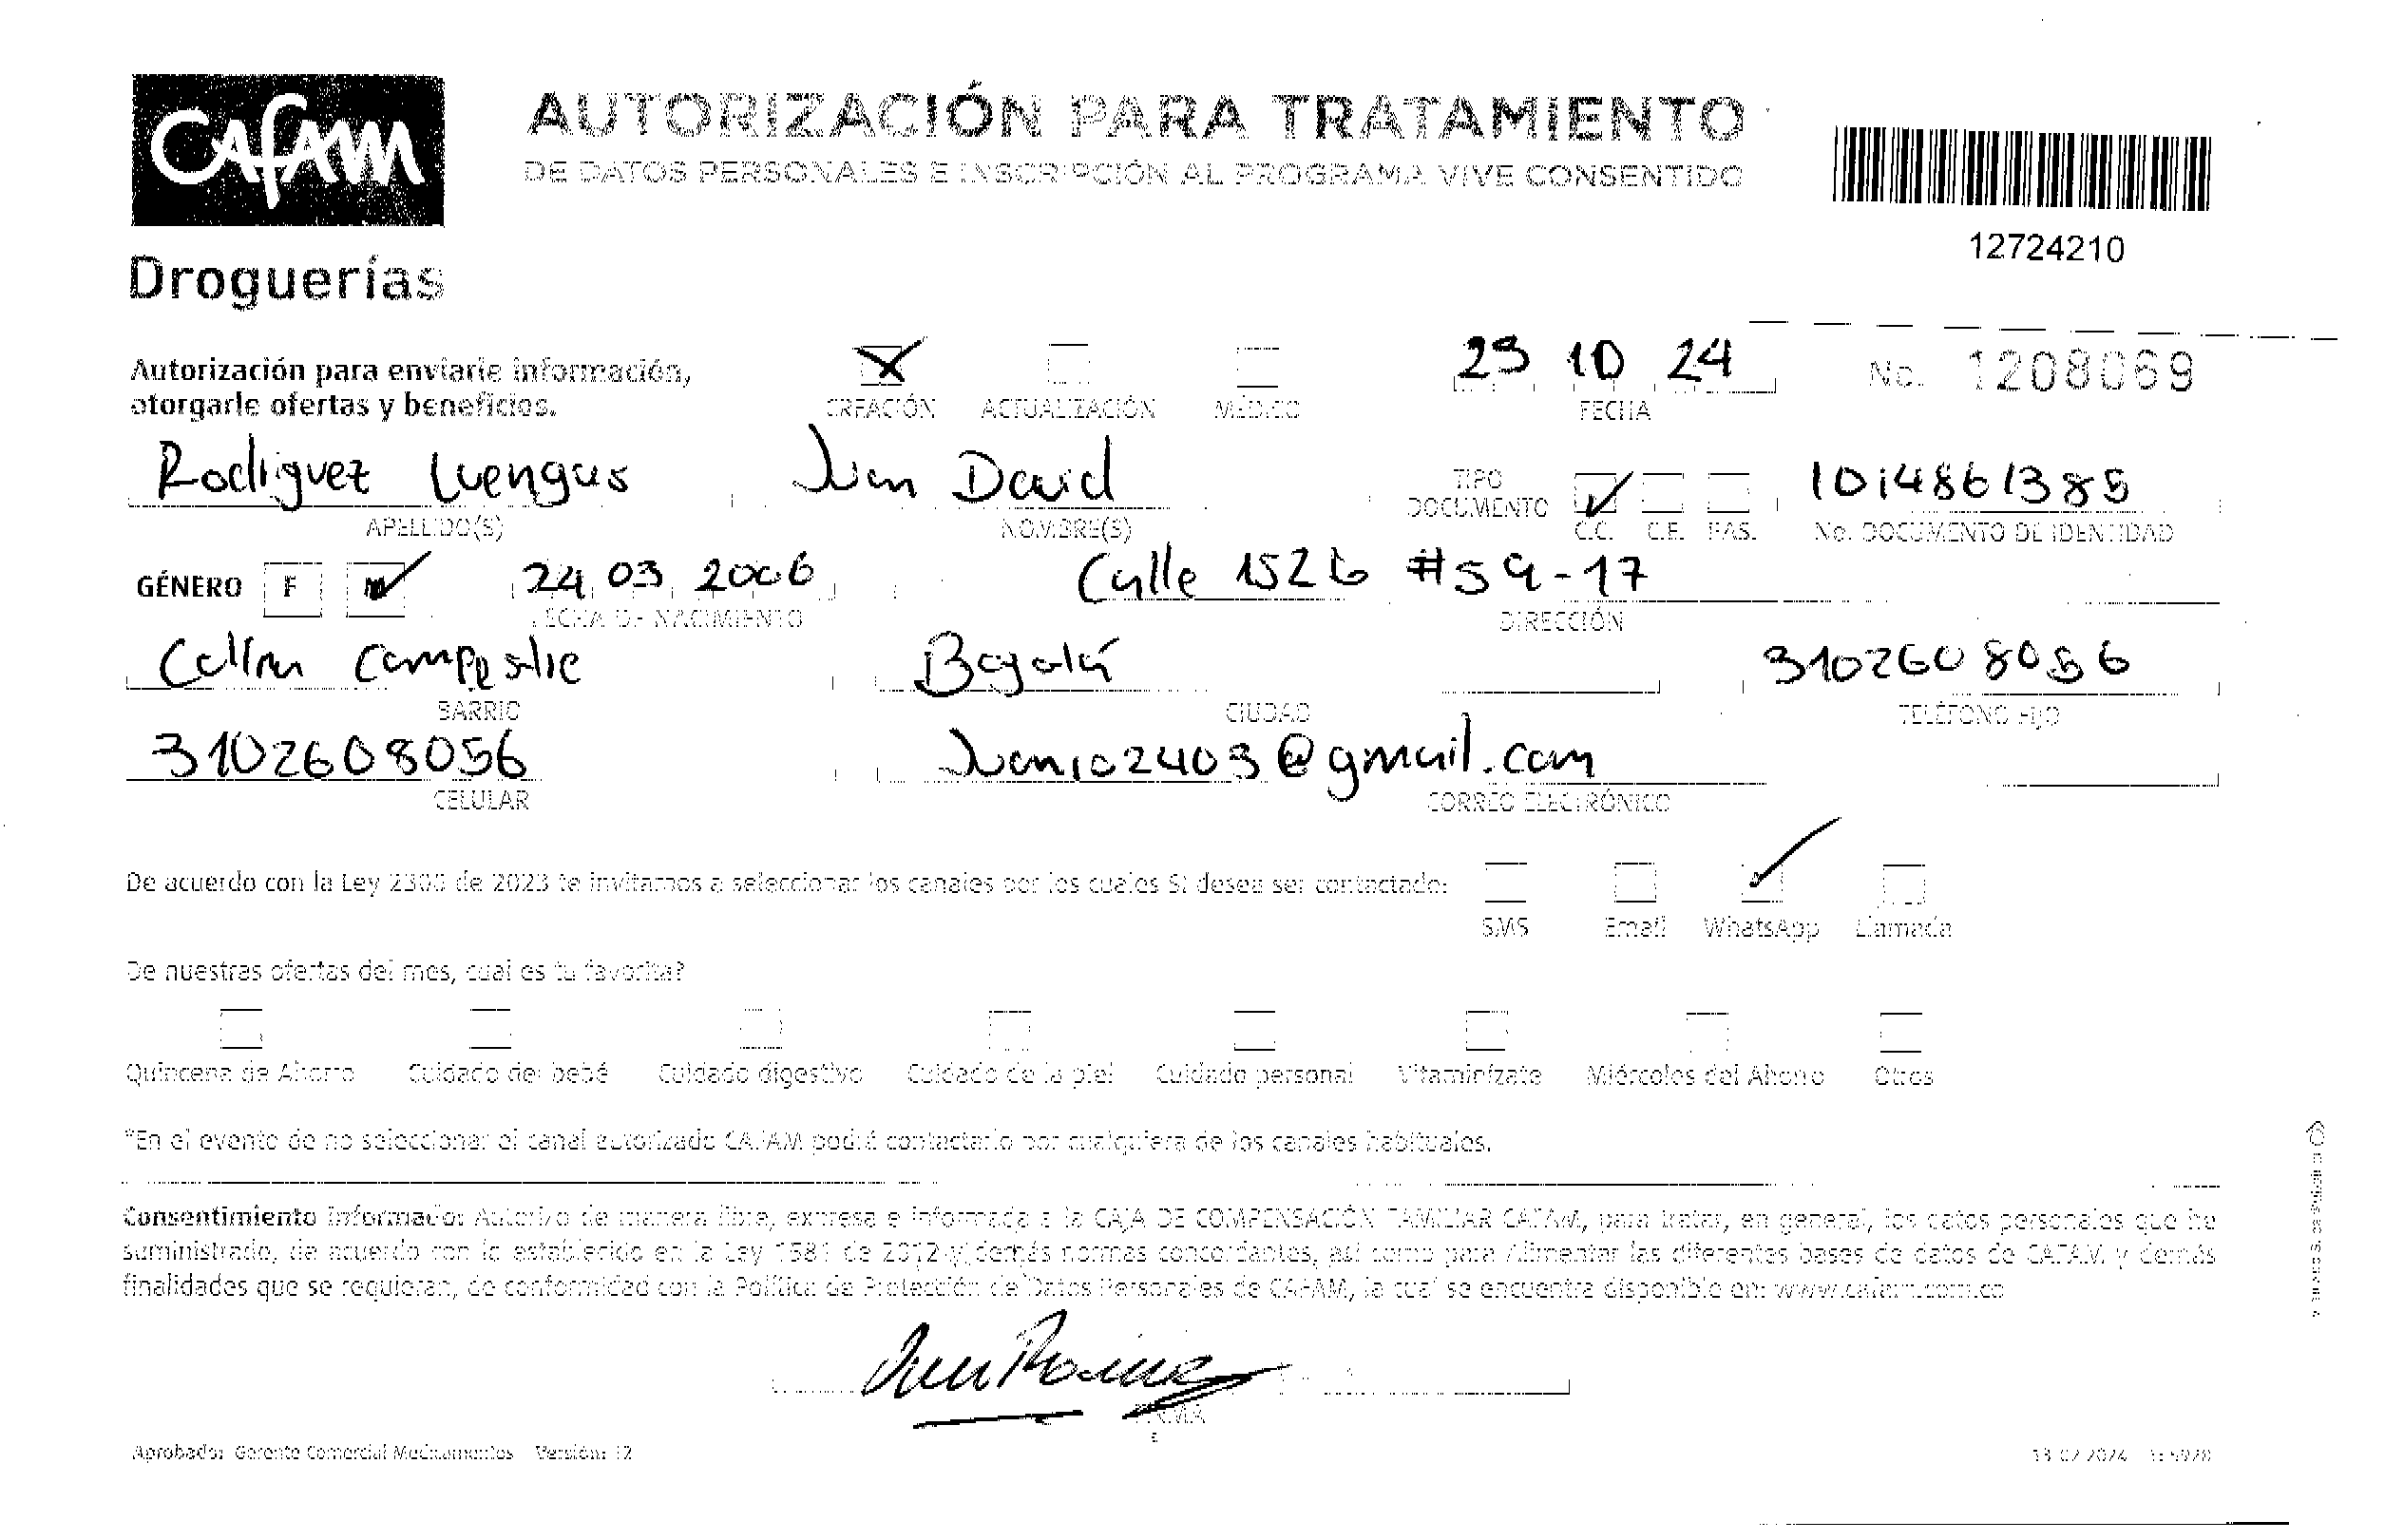 CAFAM
Droguerías
AUTORIZACIÓN PARA TRATAMIENTO
DE DATOS PERSONALES E INSCRIPCIÓN AL PROGRAMA VIVE CONSENTIDO
12724210
Autorización para enviarle información,
otorgarle ofertas y beneficios.
CREACIÓN ACTUALIZACIÓN MÉDICO
23 10 24
FECHA
No. 1208069
Rodriguez Luengas Juan David
APELLIDO(S) NOMBRE(S)
TIPO DOCUMENTO C.C. C.E. PAS.
1014861385
No. DOCUMENTO DE IDENTIDAD
GÉNERO F M 24 03 2006 Calle 152b #59-17
FECHA DE NACIMIENTO DIRECCIÓN
Colina Campestre Bogotá 3102608056
BARRIO CIUDAD TELÉFONO FIJO
3102608056 Juanro2403@gmail.com
CELULAR CORREO ELECTRÓNICO
De acuerdo con la Ley 2300 de 2023 te invitamos a seleccionar los canales por los cuales SI desea ser contactado:
SMS Email WhatsApp Llamada
De nuestras ofertas del mes, cual es tu favorita?
Quincena de Ahorro Cuidado del bebé Cuidado digestivo Cuidado de la piel Cuidado personal Vitamínizate Miércoles del Ahorro Otros
*En el evento de no seleccionar el canal autorizado CAFAM podrá contactarlo por cualquiera de los canales habituales.
Consentimiento Informado: Autorizo de manera libre, expresa e informada a la CAJA DE COMPENSACIÓN FAMILIAR CAFAM, para tratar, en general, los datos personales que he
suministrado, de acuerdo con lo establecido en la Ley 1581 de 2012 y demás normas concordantes, así como para Alimentar las diferentes bases de datos de CAFAM y demás
finalidades que se requieran, de conformidad con la Política de Protección de Datos Personales de CAFAM, la cual se encuentra disponible en: www.cafam.com.co
FIRMA
Aprobado: Gerente Comercial Medicamentos Versión: 12
13-02-2024